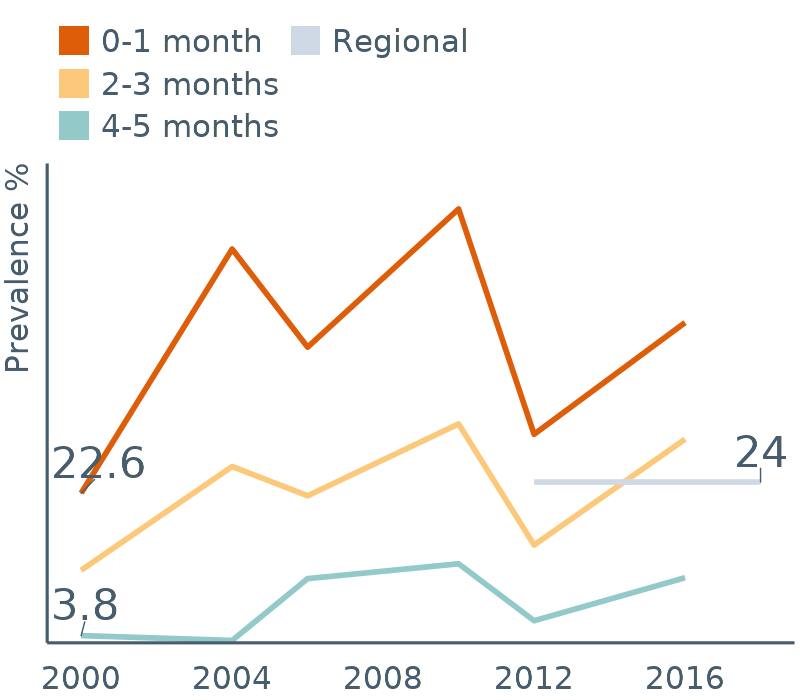 0-1 month
Regional
2-3 months
4-5 months
Prevalence %
22.6
24
3.8
2000 2004 2008 2012 2016